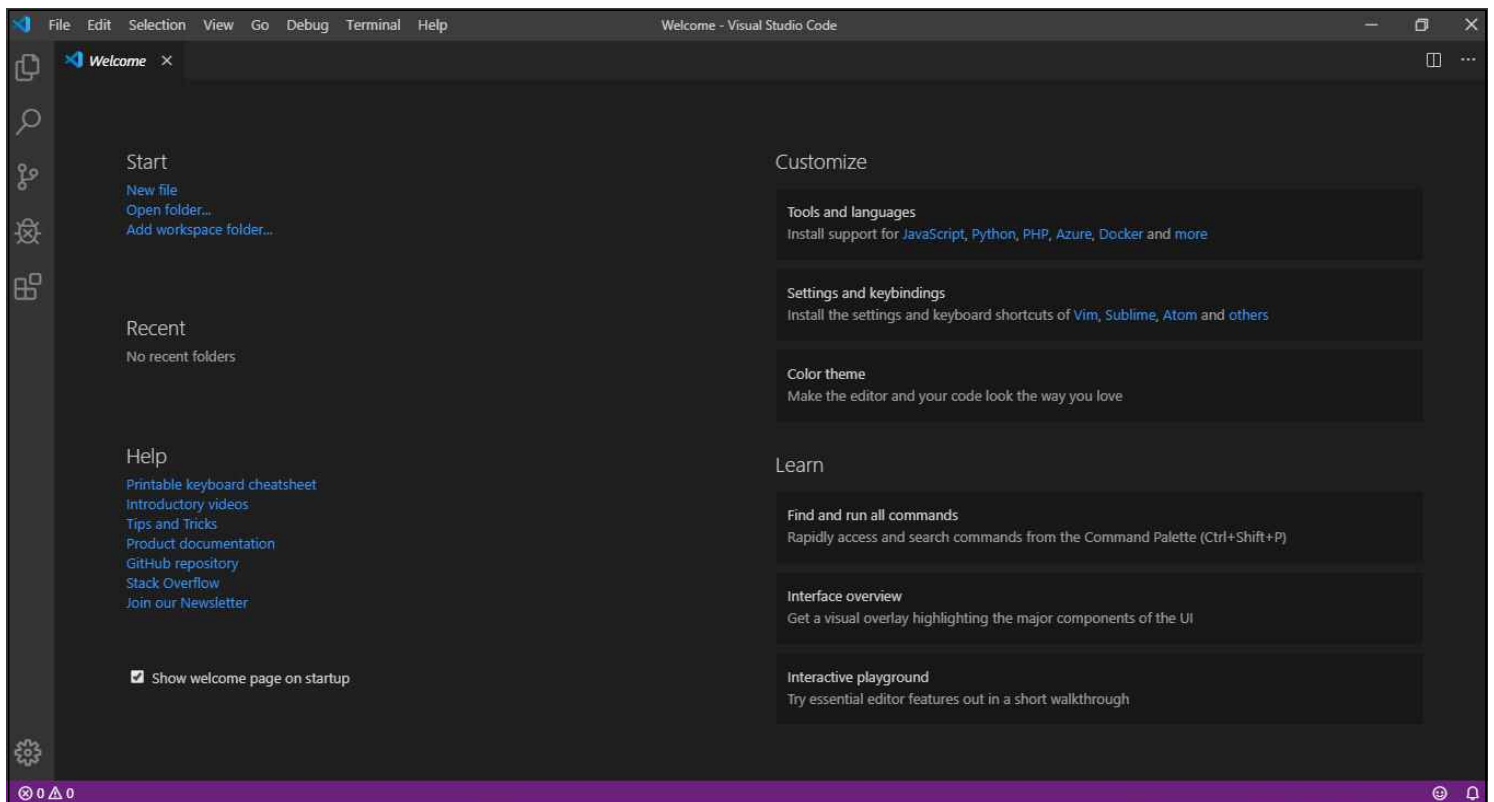 File Edit Selection View Go Debug Terminal Help
Welcome - Visual Studio Code
Welcome
Start
New file
Open folder...
Add workspace folder...
Recent
No recent folders
Help
Printable keyboard cheatsheet
Introductory videos
Tips and Tricks
Product documentation
GitHub repository
Stack Overflow
Join our Newsletter
Show welcome page on startup
Customize
Tools and languages
Install support for JavaScript, Python, PHP, Azure, Docker and more
Settings and keybindings
Install the settings and keyboard shortcuts of Vim, Sublime, Atom and others
Color theme
Make the editor and your code look the way you love
Learn
Find and run all commands
Rapidly access and search commands from the Command Palette (Ctrl+Shift+P)
Interface overview
Get a visual overlay highlighting the major components of the UI
Interactive playground
Try essential editor features out in a short walkthrough
0 0